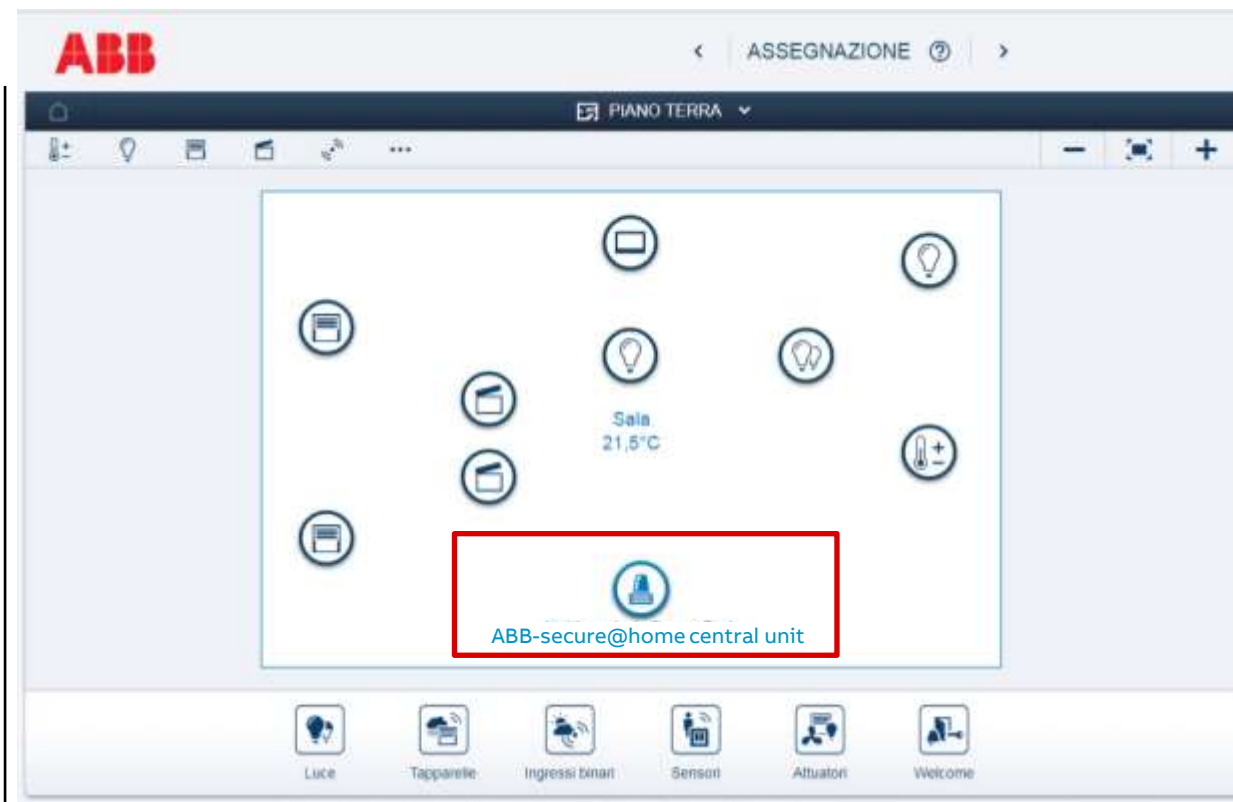 ABB
ASSEGNAZIONE
PIANO TERRA
Sala
21,5°C
ABB-secure@home central unit
Luce
Tapparelle
Ingressi binari
Sensori
Attuatori
Welcome